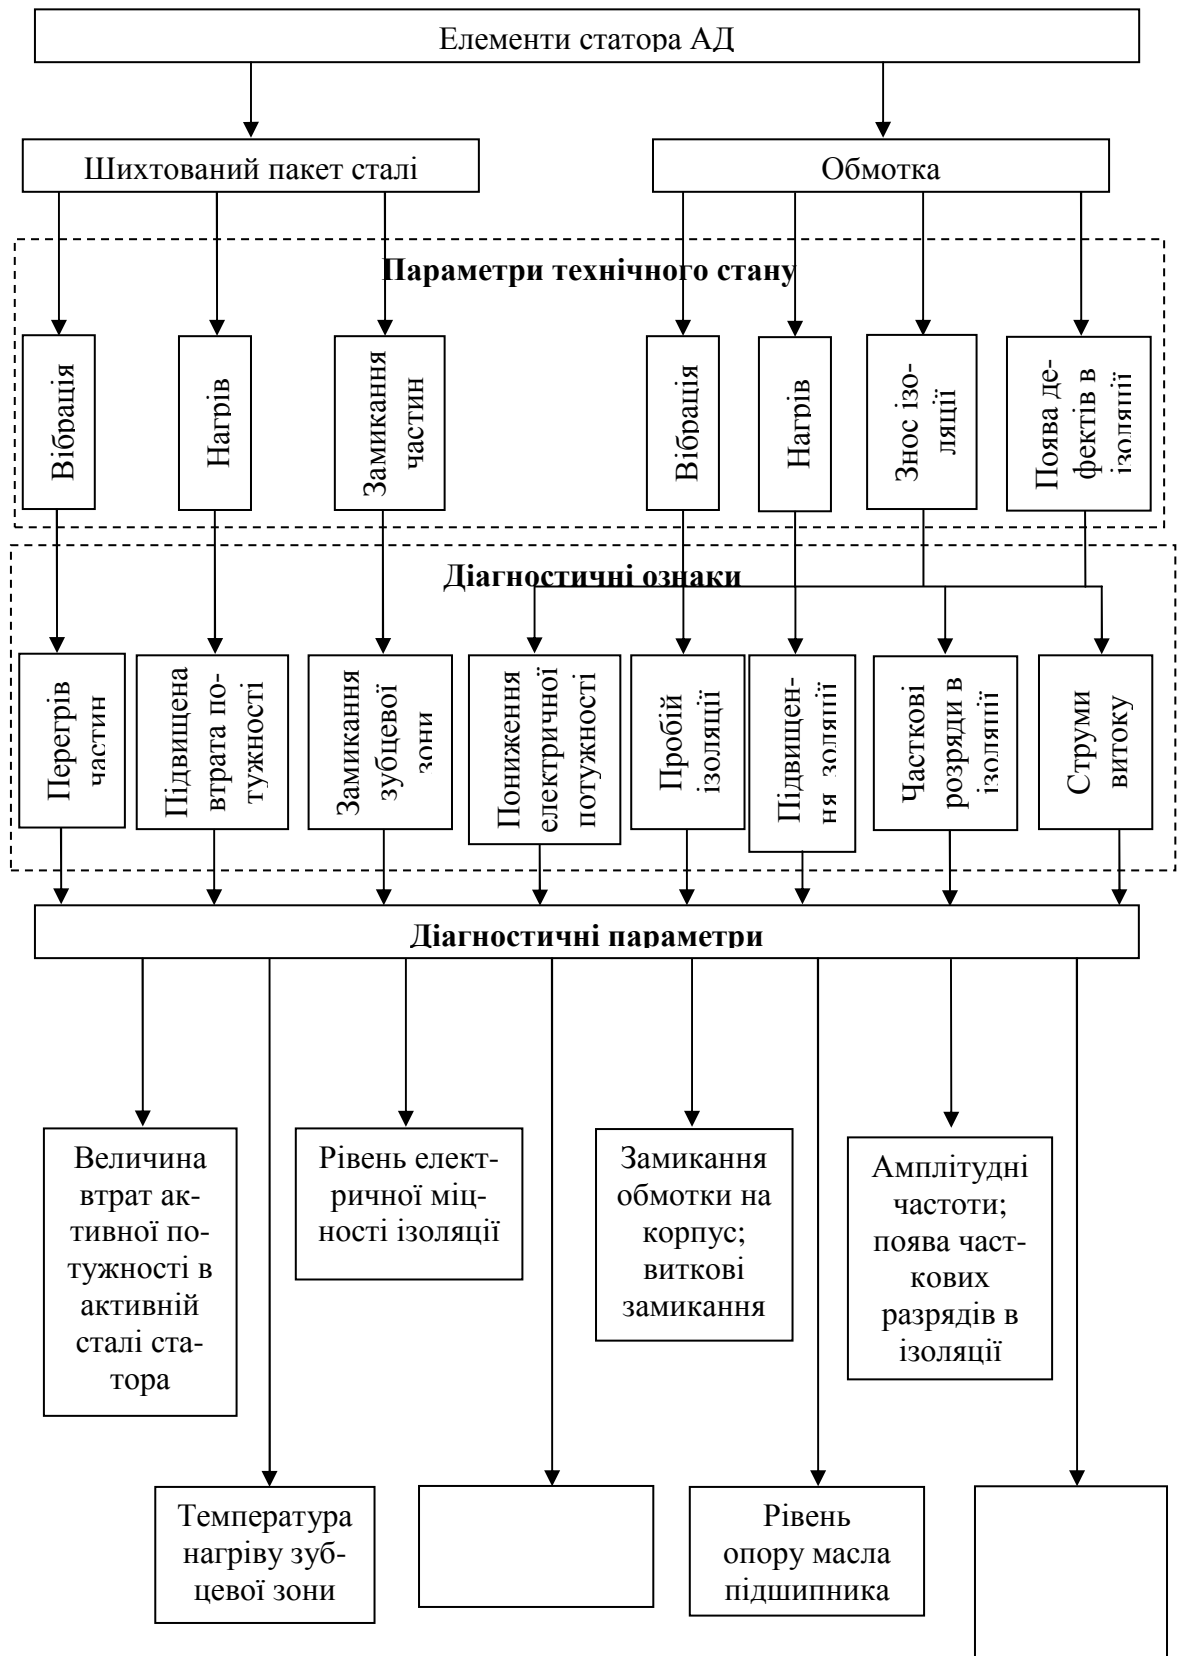 Елементи статора АД
Шихтований пакет сталі
Обмотка
Параметри технічного стану
Вібрація
Нагрів
Замикання
частин
Вібрація
Нагрів
Знос ізо-
ляції
Поява де-
фектів в
ізоляції
Діагностичні ознаки
Перегрів
частин
Підвищена
втрата по-
тужності
Замикання
зубцевої
зони
Пониження
електричної
потужності
Пробій
ізоляції
Підвищен-
ня золяції
Часткові
розряди в
ізоляції
Струми
витоку
Діагностичні параметри
Величина
втрат ак-
тивної по-
тужності в
активній
сталі ста-
тора
Рівень елект-
ричної міц-
ності ізоляції
Замикання
обмотки на
корпус;
виткові
замикання
Амплітудні
частоти;
поява част-
кових
разрядів в
ізоляції
Температура
нагріву зуб-
цевої зони
Рівень
опору масла
підшипника